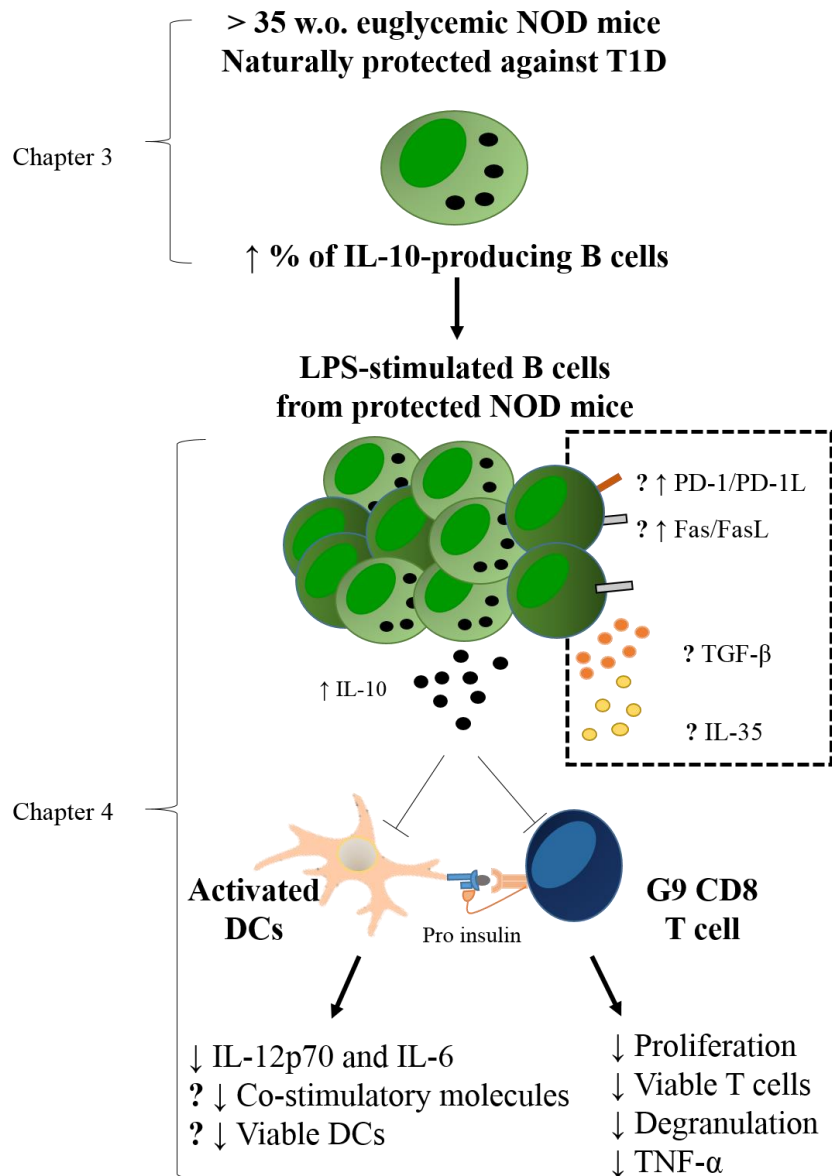 > 35 w.o. euglycemic NOD mice
Naturally protected against T1D
Chapter 3
↑ % of IL-10-producing B cells
LPS-stimulated B cells
from protected NOD mice
? ↑ PD-1/PD-1L
? ↑ Fas/FasL
? TGF-β
↑ IL-10
? IL-35
Chapter 4
Activated
DCs
Pro insulin
G9 CD8
T cell
↓ IL-12p70 and IL-6
? ↓ Co-stimulatory molecules
? ↓ Viable DCs
↓ Proliferation
↓ Viable T cells
↓ Degranulation
↓ TNF-α